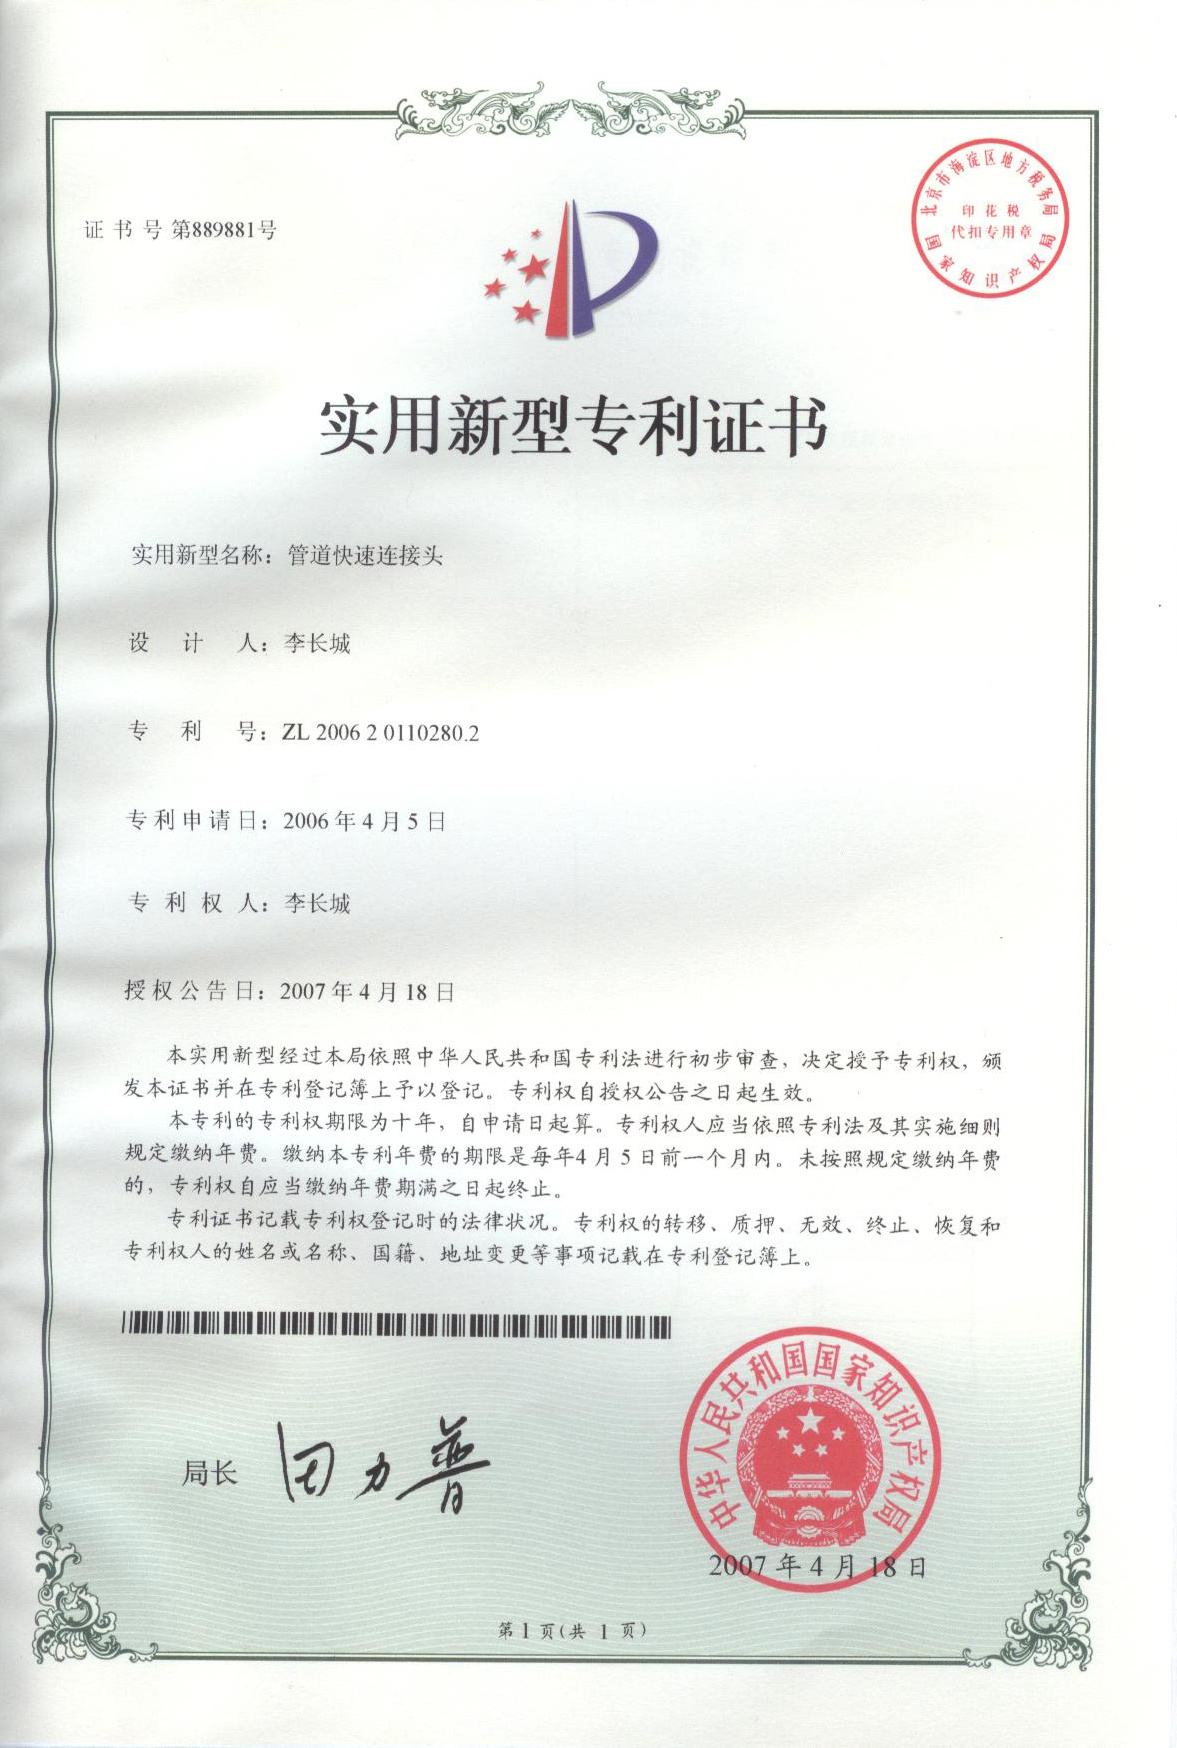 证书号第889881号
北京市海淀区地方税务局
印花税
代扣专用章
国家知识产权局
实用新型专利证书
实用新型名称：管道快速连接头
设计人：李长城
专利号：ZL 2006 2 0110280.2
专利申请日：2006年4月5日
专利权人：李长城
授权公告日：2007年4月18日
本实用新型经过本局依照中华人民共和国专利法进行初步审查，决定授予专利权，颁
发本证书并在专利登记簿上予以登记。专利权自授权公告之日起生效。
本专利的专利权期限为十年，自申请日起算。专利权人应当依照专利法及其实施细则
规定缴纳年费。缴纳本专利年费的期限是每年4月5日前一个月内。未按照规定缴纳年费
的，专利权自应当缴纳年费期满之日起终止。
专利证书记载专利权登记时的法律状况。专利权的转移、质押、无效、终止、恢复和
专利权人的姓名或名称、国籍、地址变更等事项记载在专利登记簿上。
局长 田力普
中华人民共和国国家知识产权局
2007年4月18日
第1页(共1页)